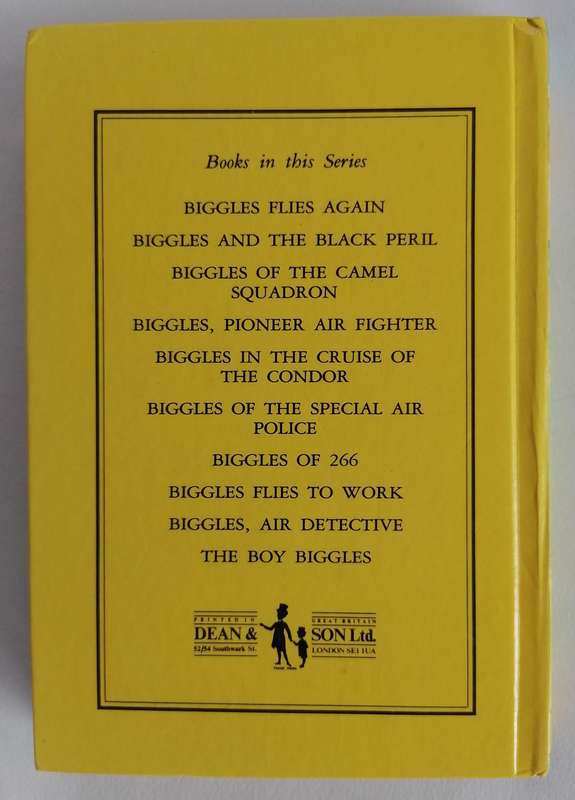 Books in this Series
BIGGLES FLIES AGAIN
BIGGLES AND THE BLACK PERIL
BIGGLES OF THE CAMEL
SQUADRON
BIGGLES, PIONEER AIR FIGHTER
BIGGLES IN THE CRUISE OF
THE CONDOR
BIGGLES OF THE SPECIAL AIR
POLICE
BIGGLES OF 266
BIGGLES FLIES TO WORK
BIGGLES, AIR DETECTIVE
THE BOY BIGGLES
PRINTED IN GREAT BRITAIN
DEAN & SON Ltd.
52/54 Southwark St. LONDON SE1 1UA
TRADE MARK